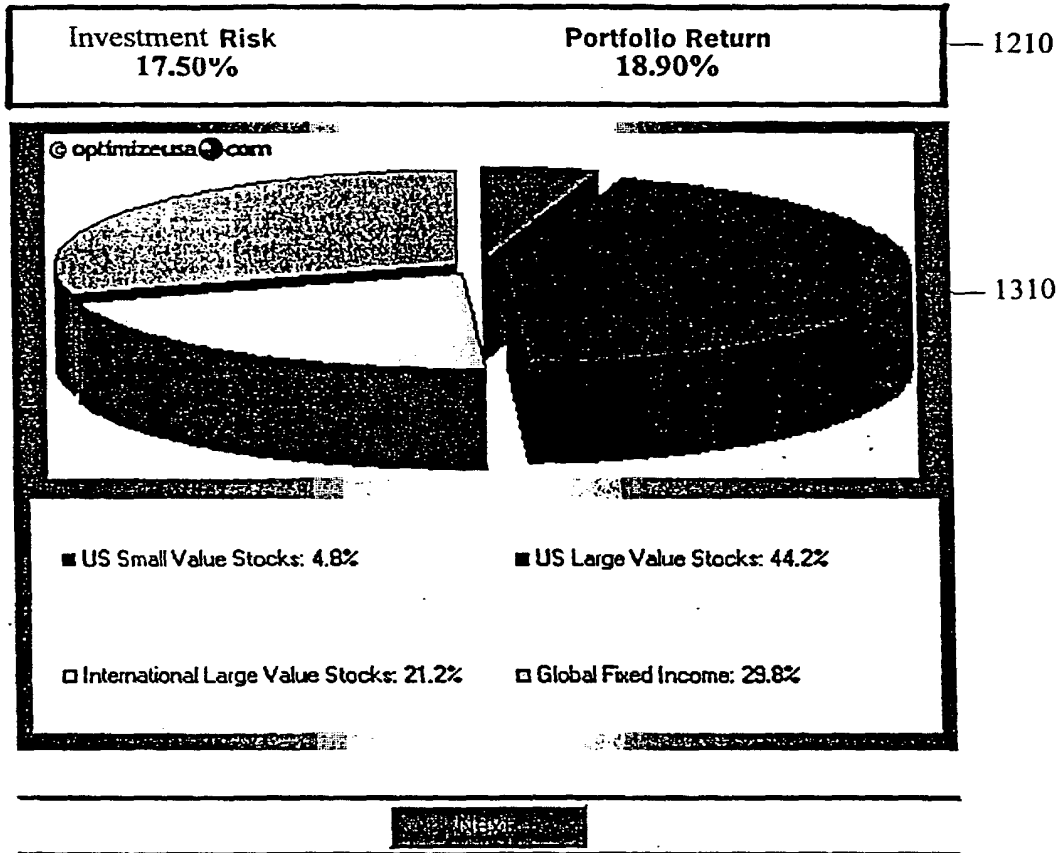 Investment Risk Portfolio Return
17.50% 18.90%
1210
© optimizeusa.com
1310
US Small Value Stocks: 4.8% US Large Value Stocks: 44.2%
International Large Value Stocks: 21.2% Global Fixed Income: 29.8%
Next